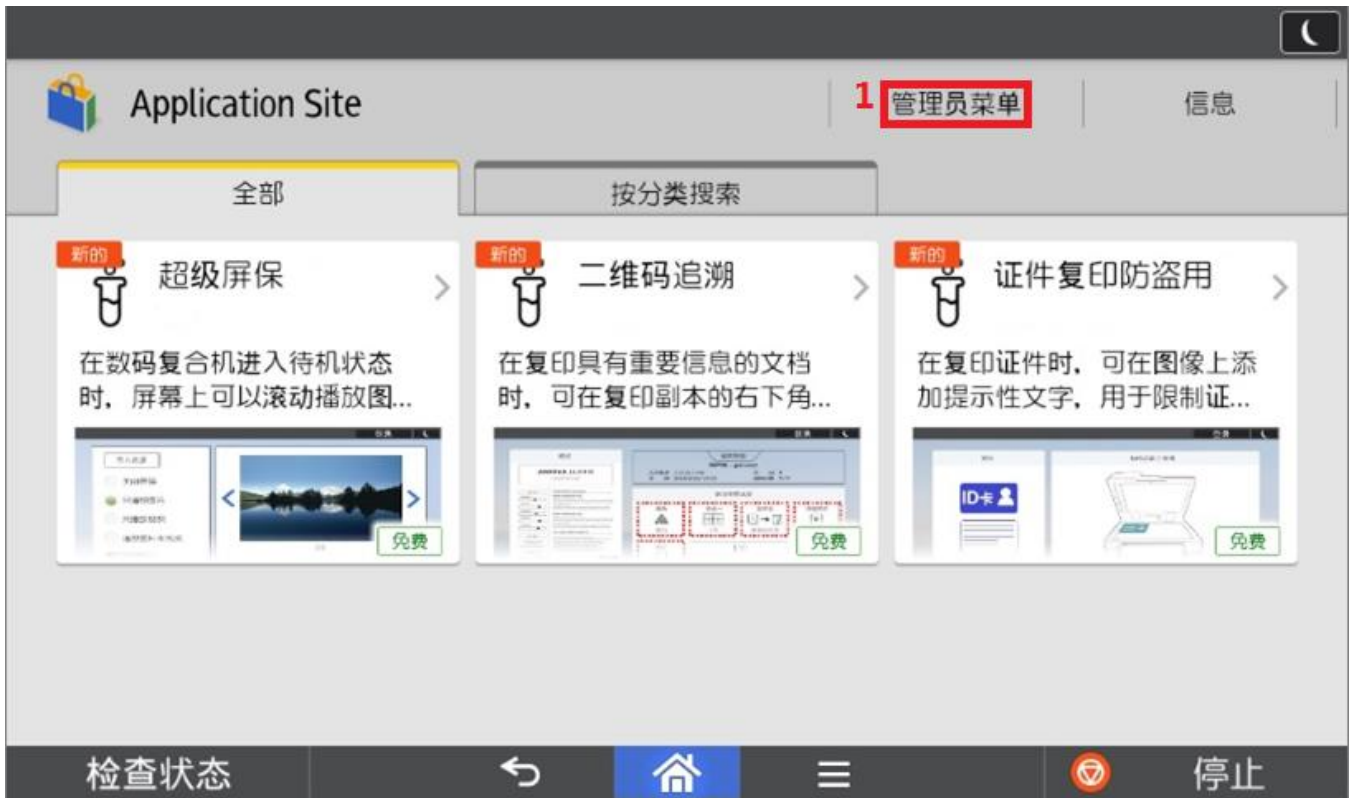 Application Site
1
管理员菜单
信息
全部
按分类搜索
新的
超级屏保
在数码复合机进入待机状态
时，屏幕上可以滚动播放图...
免费
新的
二维码追溯
在复印具有重要信息的文档
时，可在复印副本的右下角...
免费
新的
证件复印防盗用
在复印证件时，可在图像上添
加提示性文字，用于限制证...
ID卡
免费
检查状态
停止